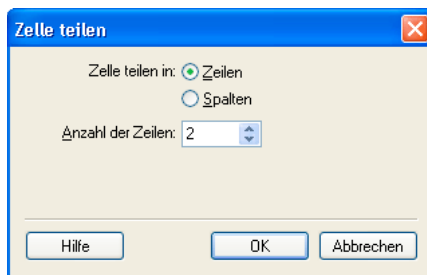 Zelle teilen
Zelle teilen in: Zeilen
Spalten
Anzahl der Zeilen: 2
Hilfe OK Abbrechen